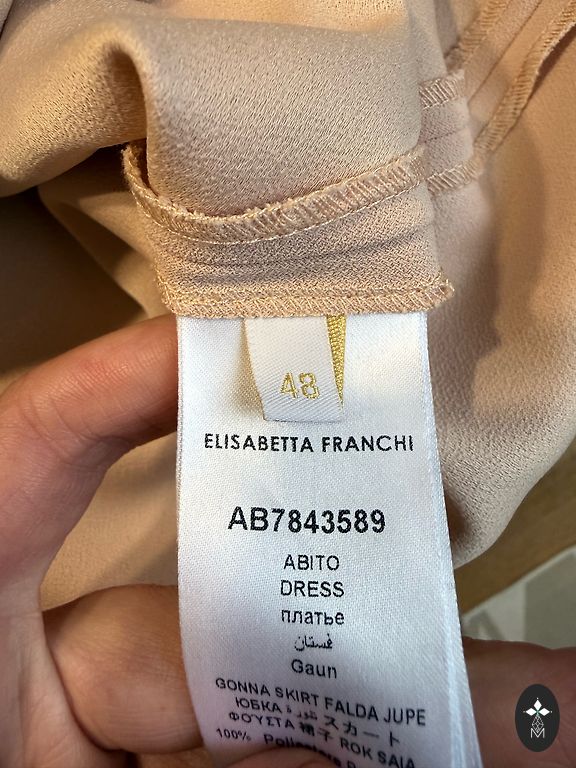 48
ELISABETTA FRANCHI
AB7843589
ABITO
DRESS
платье
فستان
Gaun
GONNA SKIRT FALDA JUPE
ЮБКА تنورة スカート
ΦΟΥΣΤΑ 裙子 ROK SAIA
100%
M